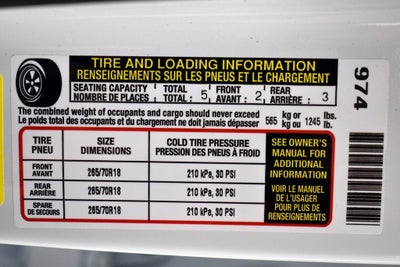 TIRE AND LOADING INFORMATION
RENSEIGNEMENTS SUR LES PNEUS ET LE CHARGEMENT
SEATING CAPACITY TOTAL FRONT REAR
NOMBRE DE PLACES TOTAL : 5 AVANT : 2 ARRIÈRE : 3
The combined weight of occupants and cargo should never exceed 565 kg or 1245 lbs.
Le poids total des occupants et du chargement ne doit jamais dépasser kg ou lb.
TIRE SIZE COLD TIRE PRESSURE
PNEU DIMENSIONS PRESSION DES PNEUS À FROID
FRONT
AVANT 265/70R18 210 kPa, 30 PSI
REAR
ARRIÈRE 265/70R18 210 kPa, 30 PSI
SPARE
DE SECOURS 265/70R18 210 kPa, 30 PSI
SEE OWNER'S
MANUAL FOR
ADDITIONAL
INFORMATION
VOIR LE MANUEL
DE L'USAGER
POUR PLUS DE
RENSEIGNEMENTS
974